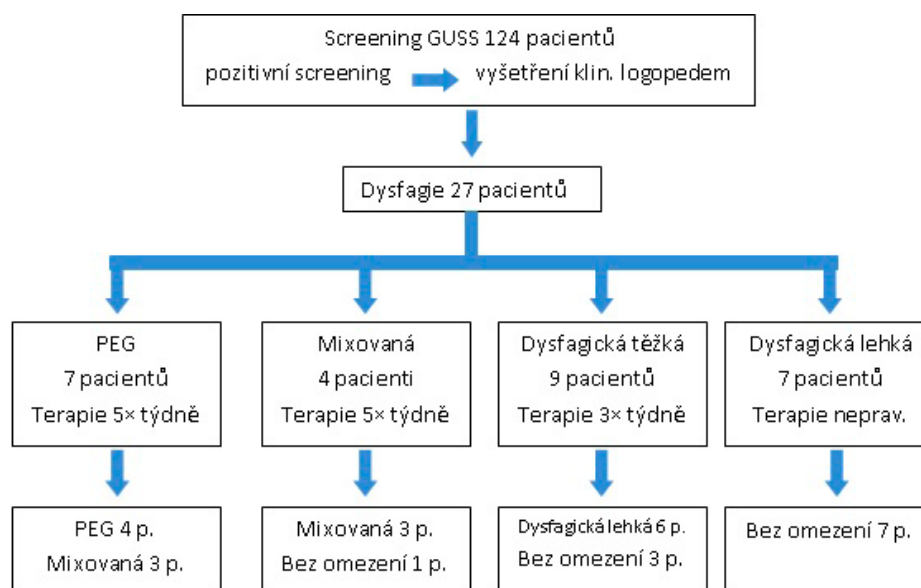 Screening GUSS 124 pacientů
pozitivní screening vyšetření klin. logopedem
Dysfagie 27 pacientů
PEG
7 pacientů
Terapie 5× týdně
Mixovaná
4 pacienti
Terapie 5× týdně
Dysfagická těžká
9 pacientů
Terapie 3× týdně
Dysfagická lehká
7 pacientů
Terapie neprav.
PEG 4 p.
Mixovaná 3 p.
Mixovaná 3 p.
Bez omezení 1 p.
Dysfagická lehká 6 p.
Bez omezení 3 p.
Bez omezení 7 p.